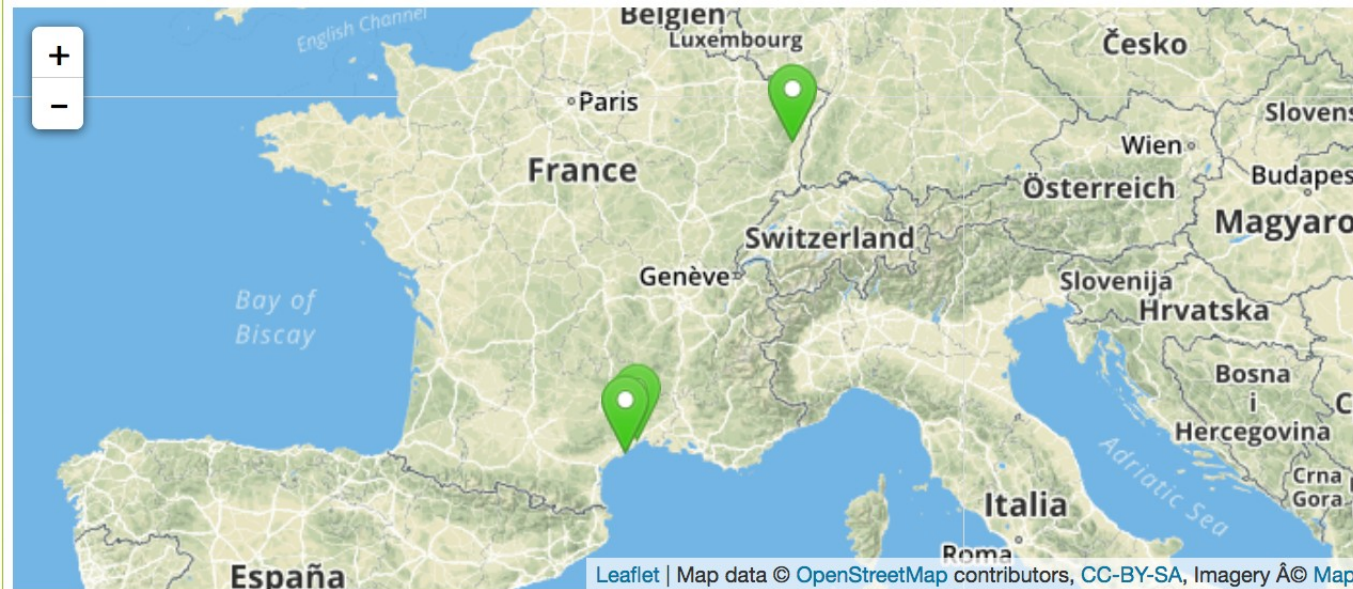 English Channel
Belgien
Luxembourg
Česko
+
−
Paris
Slovens
Wien
France
Österreich
Budapes
Magyaro
Switzerland
Genève
Slovenija
Hrvatska
Bay of
Biscay
Bosna
i
Hercegovina
C
Adriatic Sea
Crna
Gora
Italia
Roma
España
Leaflet | Map data © OpenStreetMap contributors, CC-BY-SA, Imagery Â© Map